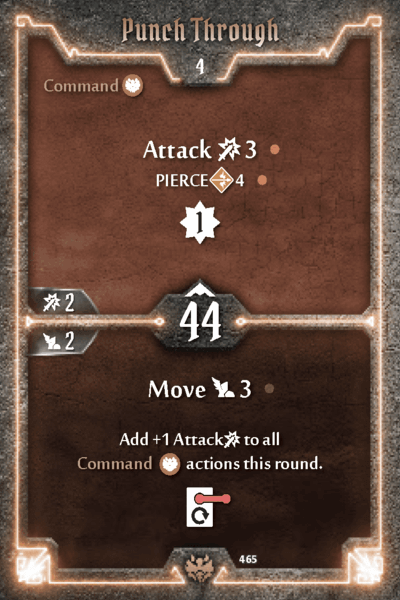 Punch Through
4
Command
Attack 3
PIERCE 4
1
2
44
2
Move 3
Add +1 Attack to all
Command actions this round.
465